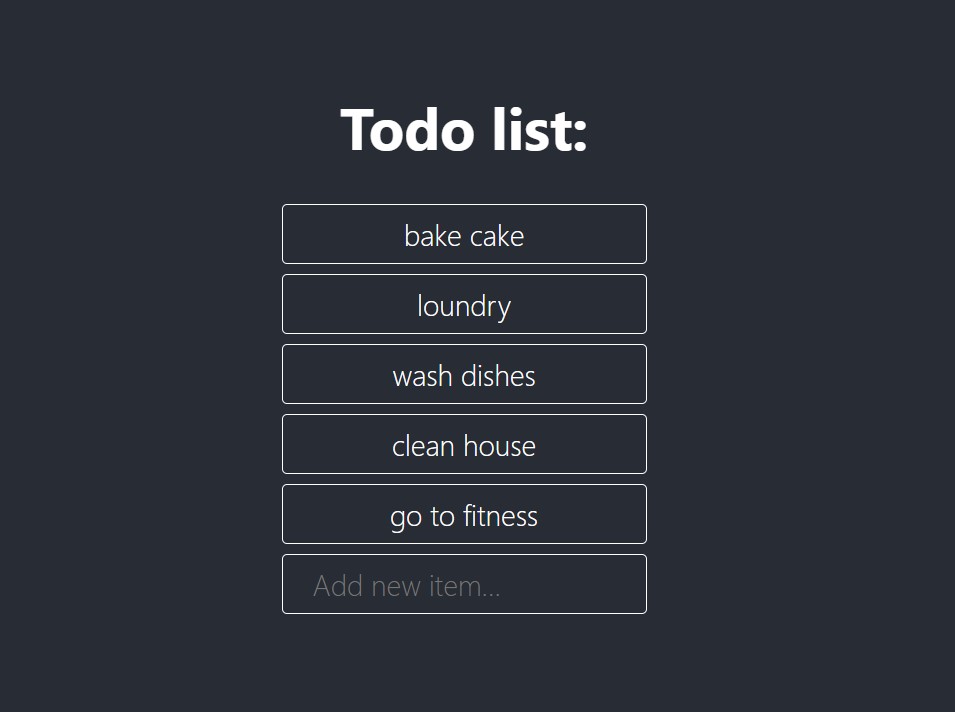 Todo list:
bake cake
loundry
wash dishes
clean house
go to fitness
Add new item...